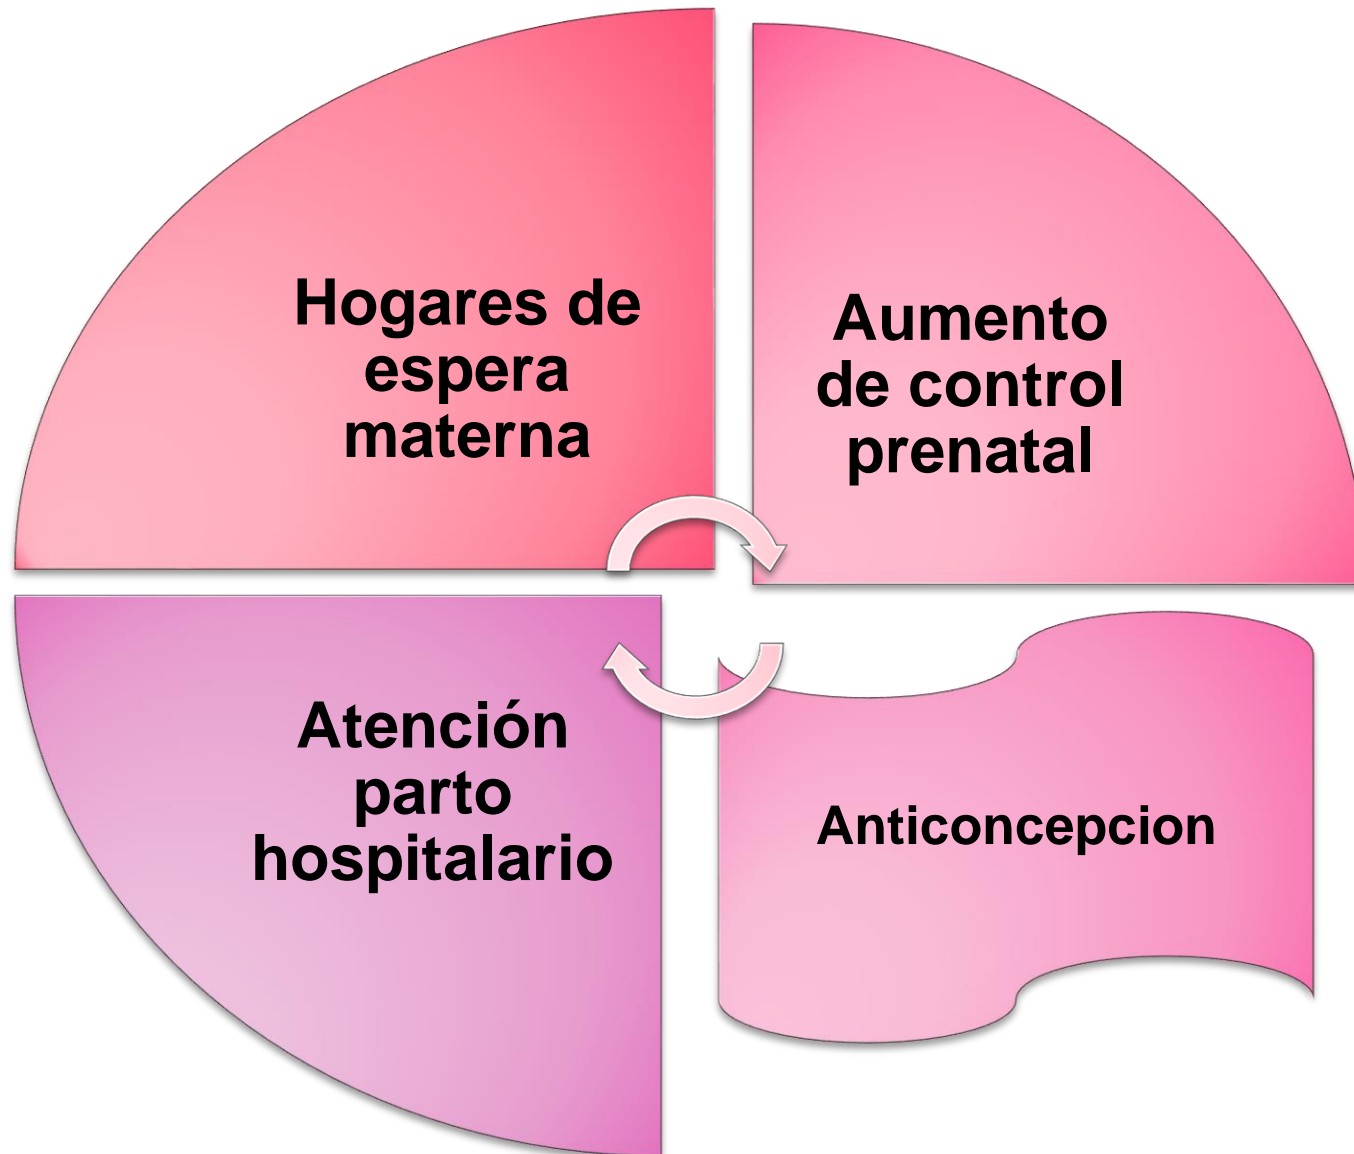 Hogares de
espera
materna
Aumento
de control
prenatal
Atención
parto
hospitalario
Anticoncepcion